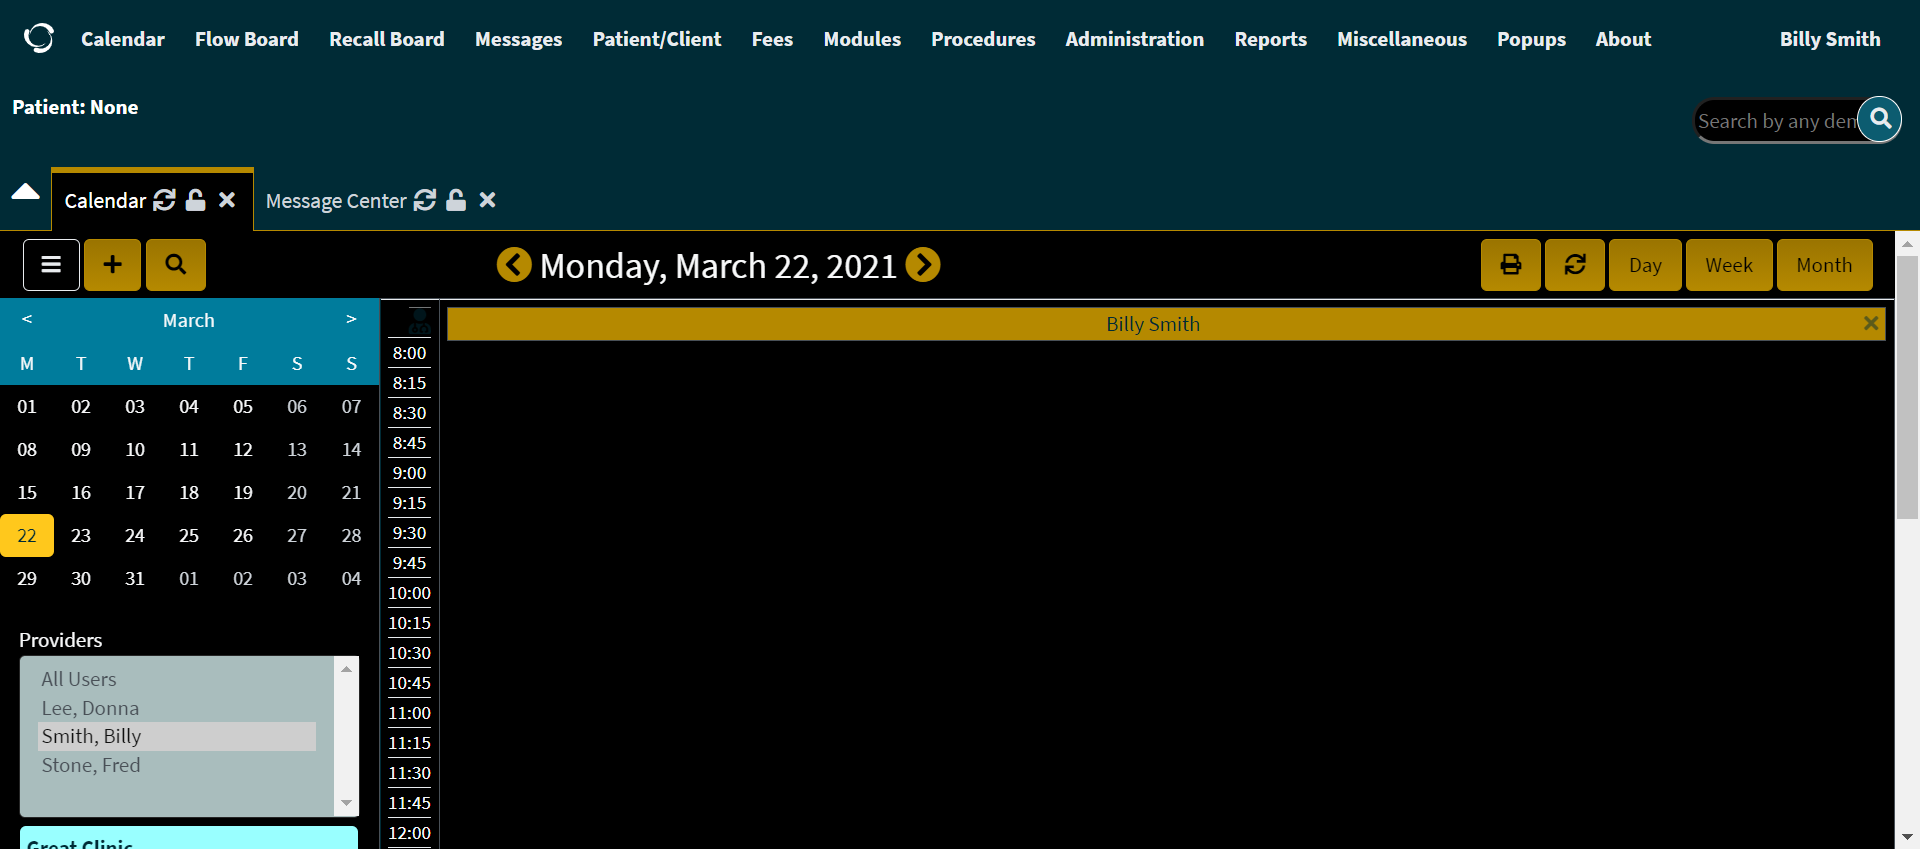 Calendar Flow Board Recall Board Messages Patient/Client Fees Modules Procedures Administration Reports Miscellaneous Popups About Billy Smith
Patient: None
Search by any den
Calendar Message Center
Monday, March 22, 2021
Day Week Month
< March >
M T W T F S S
01 02 03 04 05 06 07
08 09 10 11 12 13 14
15 16 17 18 19 20 21
22 23 24 25 26 27 28
29 30 31 01 02 03 04
Providers
All Users
Lee, Donna
Smith, Billy
Stone, Fred
Great Clinic
Billy Smith
8:00
8:15
8:30
8:45
9:00
9:15
9:30
9:45
10:00
10:15
10:30
10:45
11:00
11:15
11:30
11:45
12:00